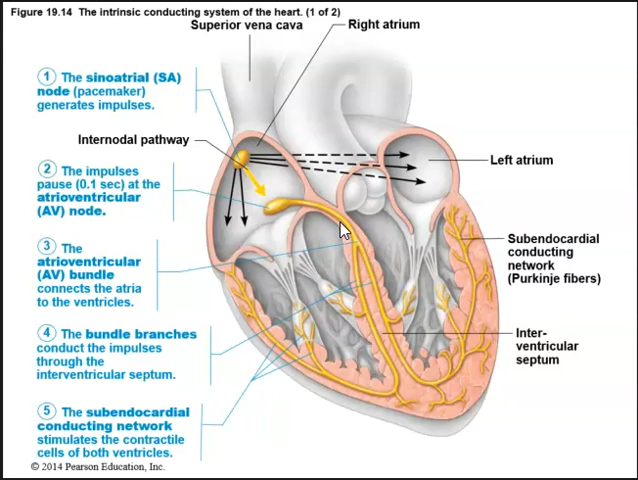 Figure 19.14 The intrinsic conducting system of the heart. (1 of 2)
Superior vena cava
Right atrium
1 The sinoatrial (SA)
node (pacemaker)
generates impulses.
Internodal pathway
2 The impulses
pause (0.1 sec) at the
atrioventricular
(AV) node.
Left atrium
3 The
atrioventricular
(AV) bundle
connects the atria
to the ventricles.
Subendocardial
conducting
network
(Purkinje fibers)
4 The bundle branches
conduct the impulses
through the
interventricular septum.
Inter-
ventricular
septum
5 The subendocardial
conducting network
stimulates the contractile
cells of both ventricles.
© 2014 Pearson Education, Inc.